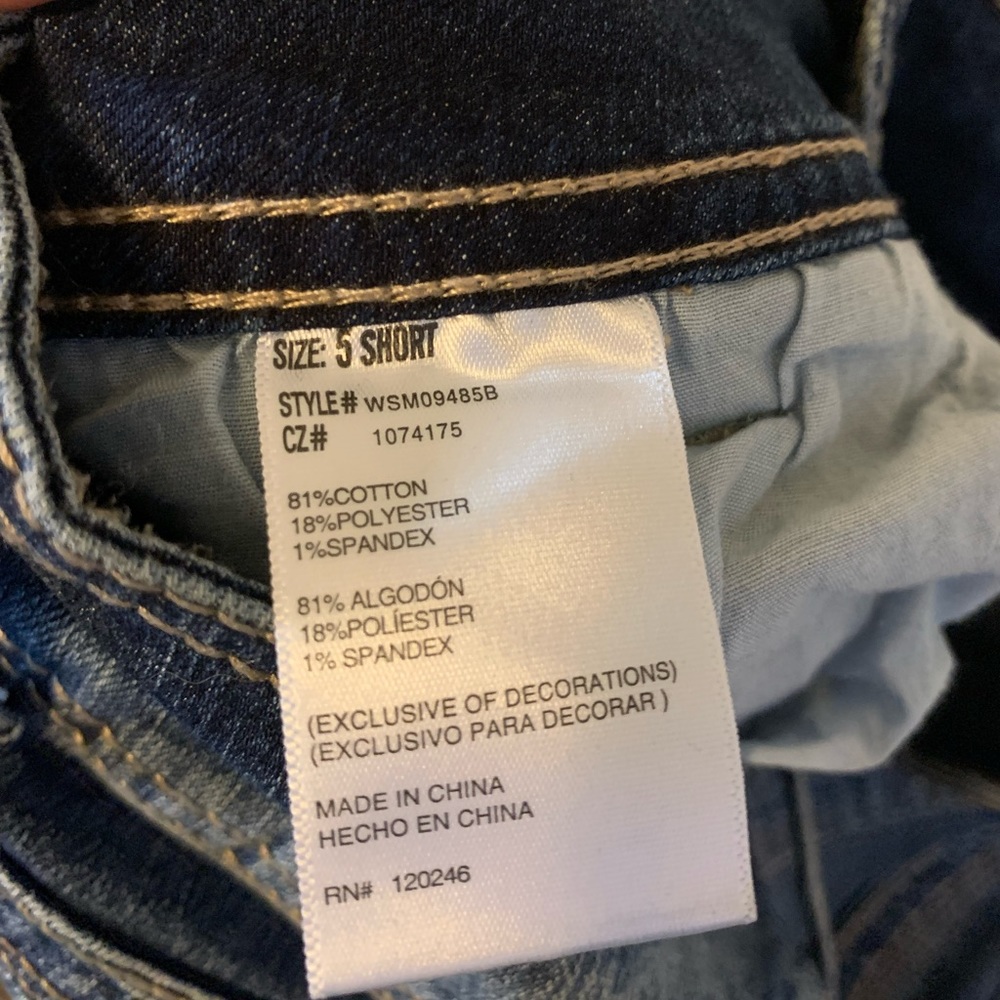 SIZE: 5 SHORT
STYLE# WSM09485B
CZ# 1074175
81%COTTON
18%POLYESTER
1%SPANDEX
81% ALGODÓN
18%POLÍESTER
1% SPANDEX
(EXCLUSIVE OF DECORATIONS)
(EXCLUSIVO PARA DECORAR )
MADE IN CHINA
HECHO EN CHINA
RN# 120246